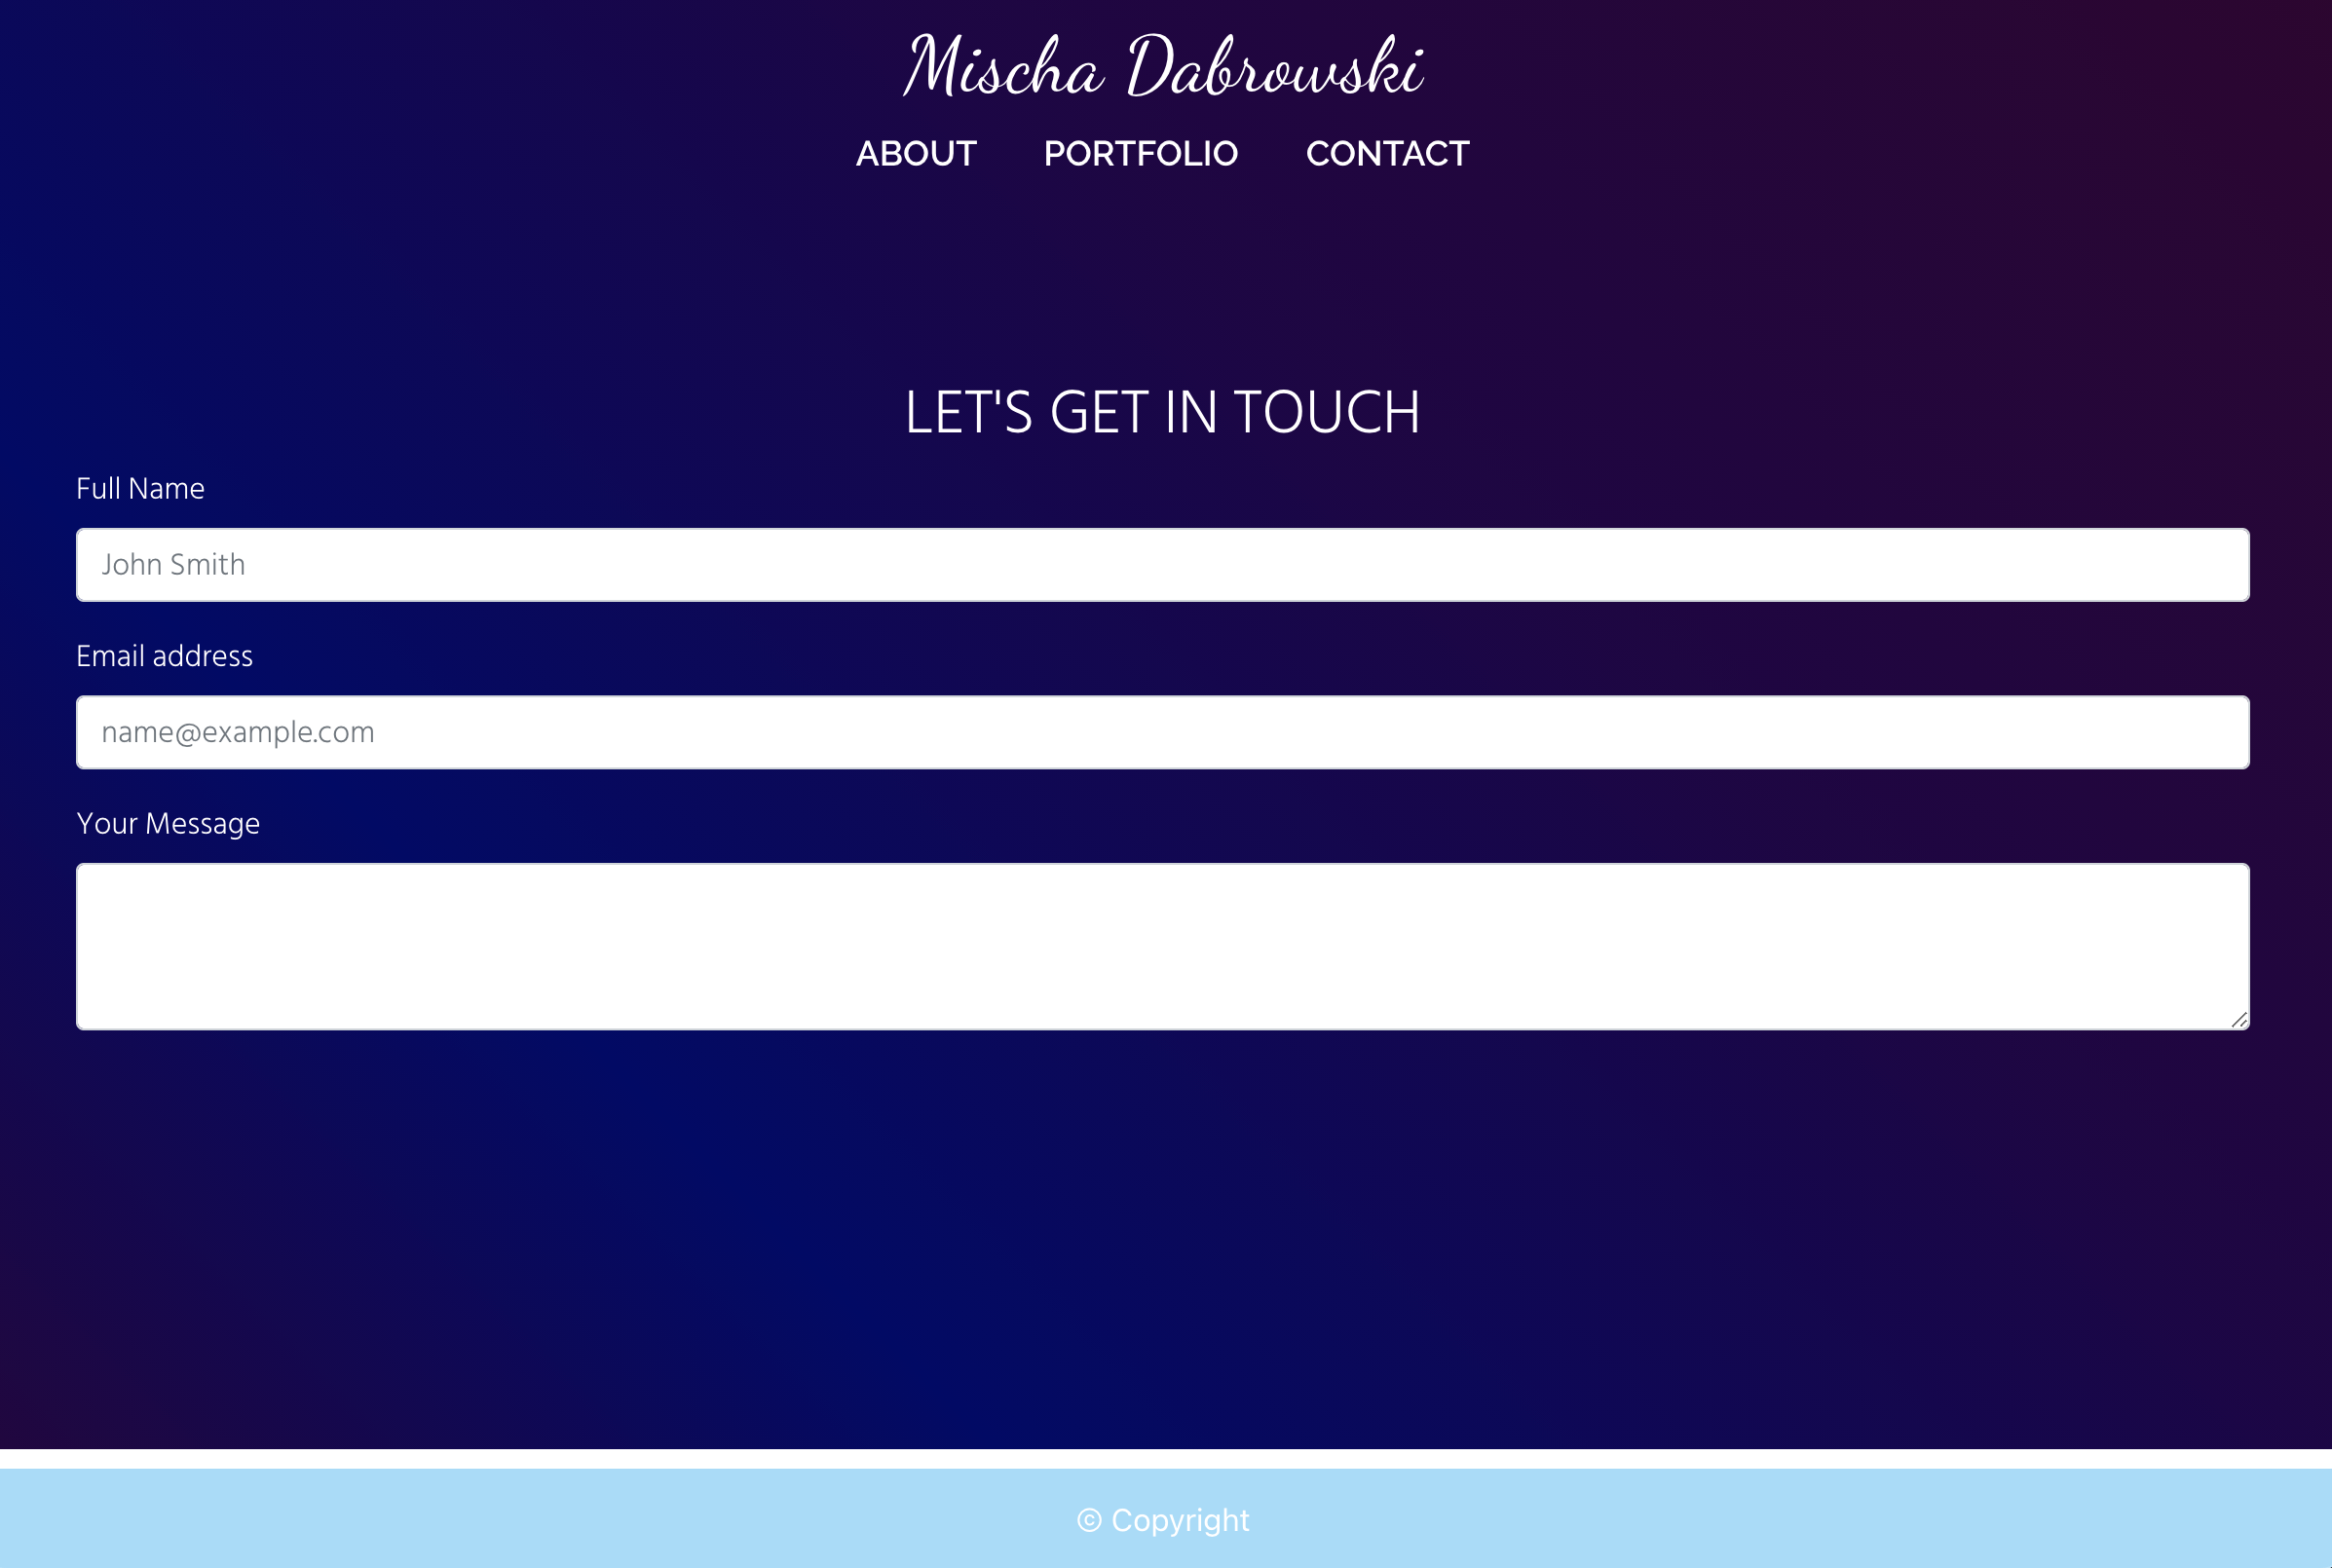 Mischa Dabrowski
ABOUT PORTFOLIO CONTACT
LET'S GET IN TOUCH
Full Name
John Smith
Email address
name@example.com
Your Message
© Copyright